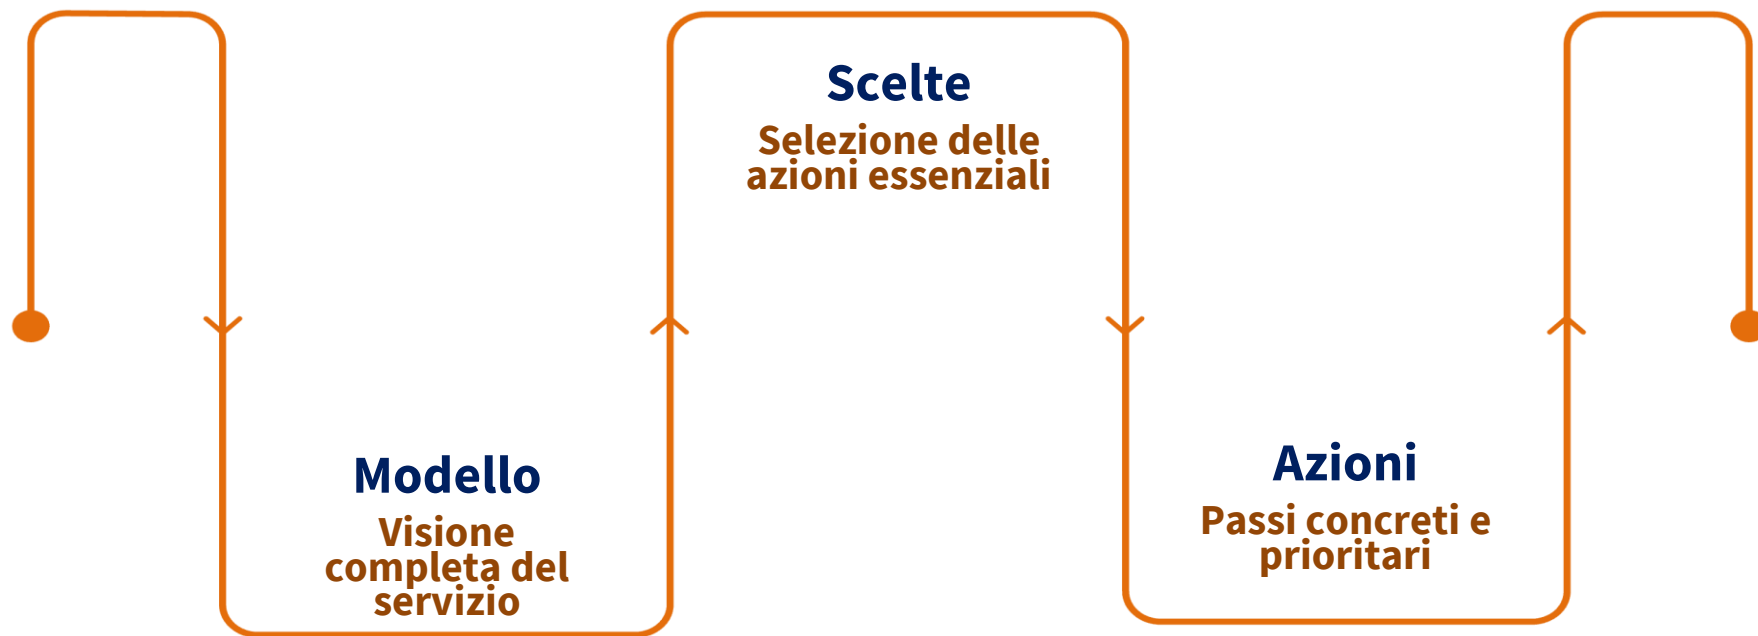 Modello
Visione
completa del
servizio
Scelte
Selezione delle
azioni essenziali
Azioni
Passi concreti e
prioritari